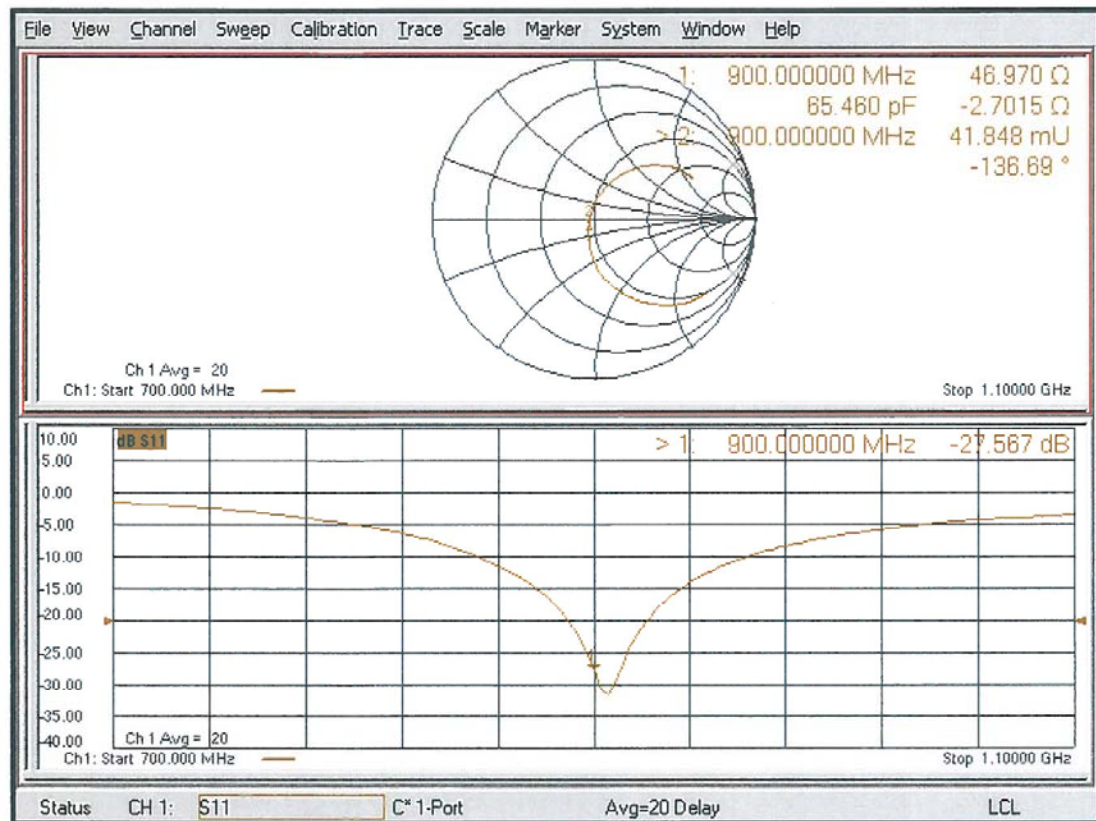 File View Channel Sweep Calibration Trace Scale Marker System Window Help
1: 900.000000 MHz 46.970 Ω
65.460 pF -2.7015 Ω
> 2: 900.000000 MHz 41.848 mU
-136.69 °
Ch 1 Avg = 20
Ch1: Start 700.000 MHz
Stop 1.10000 GHz
10.00
dB S11
> 1: 900.000000 MHz -27.567 dB
5.00
0.00
-5.00
-10.00
-15.00
-20.00
-25.00
-30.00
-35.00
-40.00
Ch 1 Avg = 20
Ch1: Start 700.000 MHz
Stop 1.10000 GHz
Status CH 1: S11 C* 1-Port Avg=20 Delay LCL